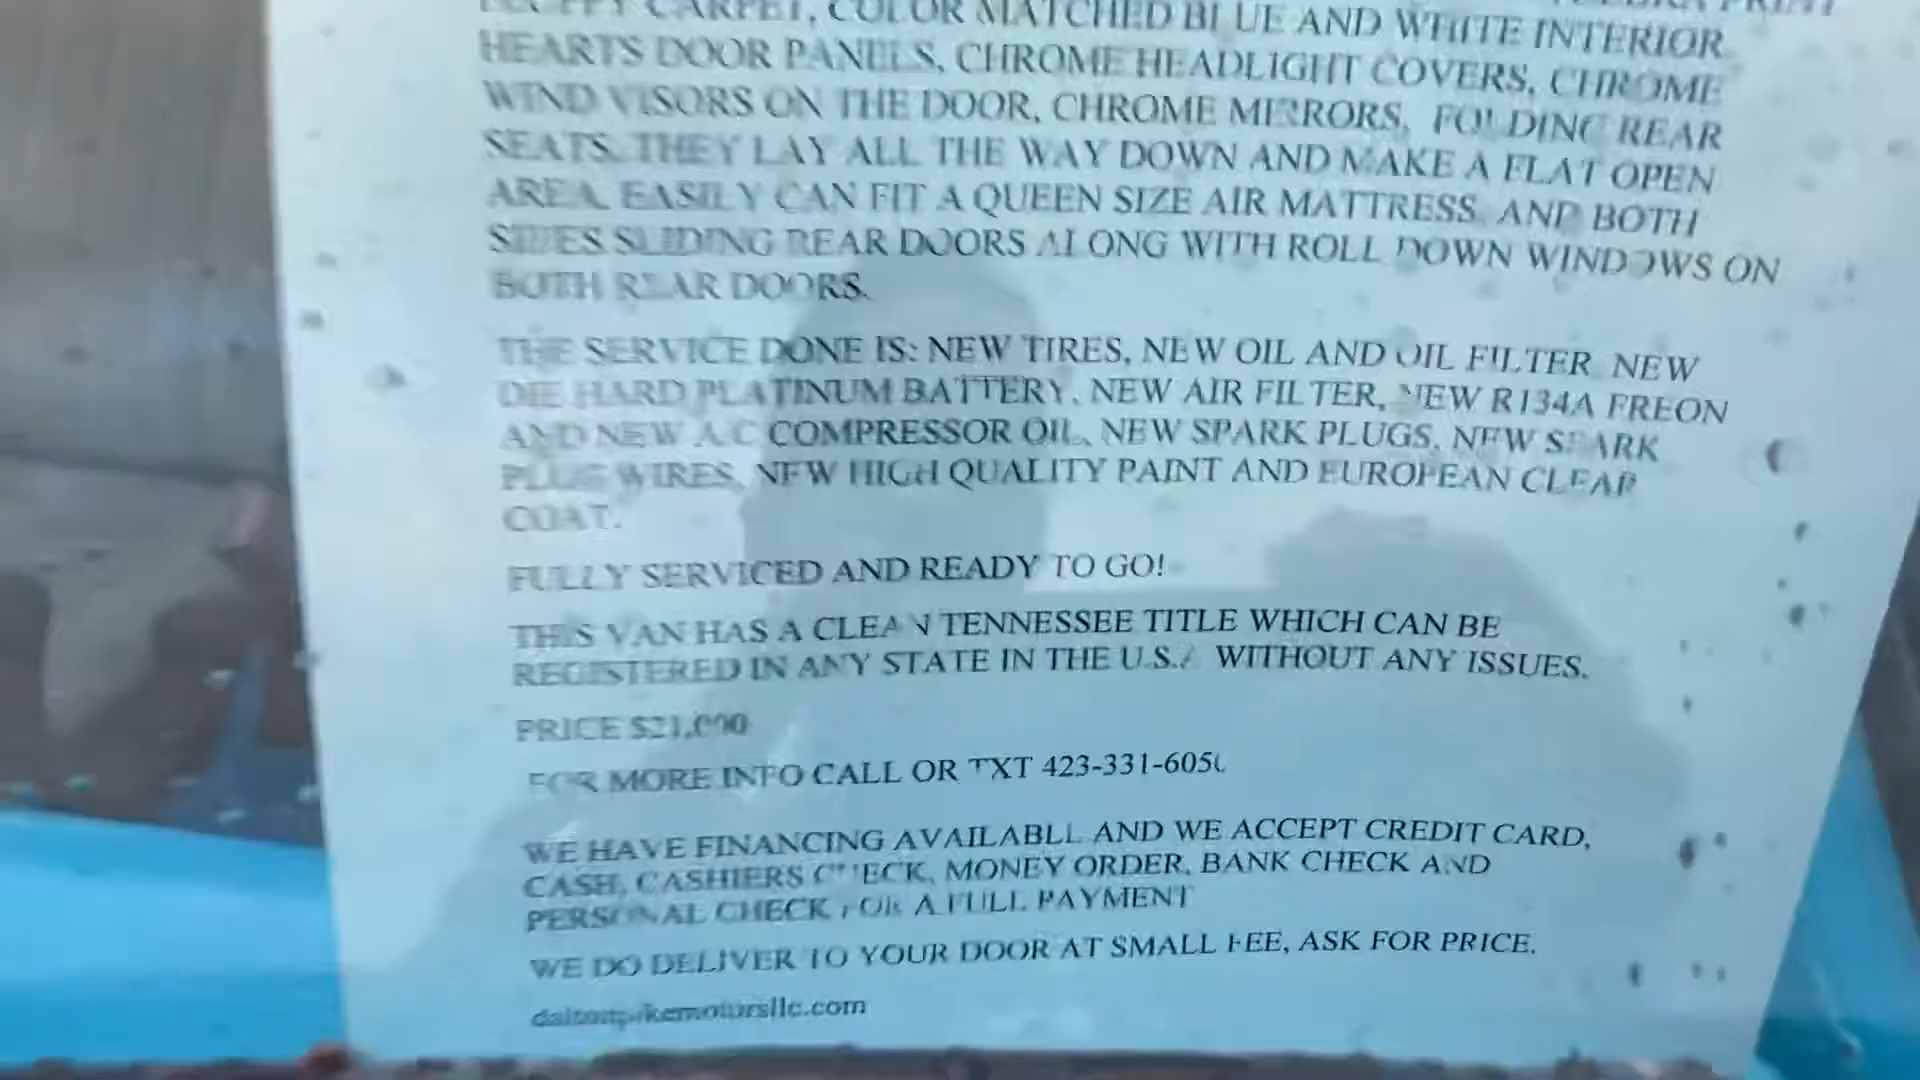 CARPET, COLOR MATCHED BLUE AND WHITE INTERIOR PRINT
HEARTS DOOR PANELS, CHROME HEADLIGHT COVERS, CHROME
WIND VISORS ON THE DOOR, CHROME MIRRORS, FOLDING REAR
SEATS. THEY LAY ALL THE WAY DOWN AND MAKE A FLAT OPEN
AREA. EASILY CAN FIT A QUEEN SIZE AIR MATTRESS. AND BOTH
SIDES SLIDING REAR DOORS ALONG WITH ROLL DOWN WINDOWS ON
BOTH REAR DOORS.
THE SERVICE DONE IS: NEW TIRES, NEW OIL AND OIL FILTER, NEW
DIE HARD PLATINUM BATTERY, NEW AIR FILTER, NEW R134A FREON
AND NEW A/C COMPRESSOR OIL, NEW SPARK PLUGS, NEW SPARK
PLUG WIRES, NEW HIGH QUALITY PAINT AND EUROPEAN CLEAR
COAT.
FULLY SERVICED AND READY TO GO!
THIS VAN HAS A CLEAN TENNESSEE TITLE WHICH CAN BE
REGISTERED IN ANY STATE IN THE U.S.A WITHOUT ANY ISSUES.
PRICE $21,000
FOR MORE INFO CALL OR TXT 423-331-6050
WE HAVE FINANCING AVAILABLE AND WE ACCEPT CREDIT CARD,
CASH, CASHIERS CHECK, MONEY ORDER, BANK CHECK AND
PERSONAL CHECK FOR A FULL PAYMENT
WE DO DELIVER TO YOUR DOOR AT SMALL FEE, ASK FOR PRICE.
daltonpikemotorsllc.com